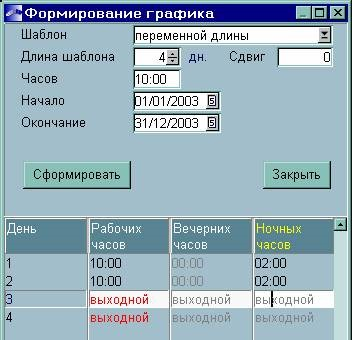 Формирование графика
Шаблон переменной длины
Длина шаблона 4 дн. Сдвиг 0
Часов 10:00
Начало 01/01/2003 5
Окончание 31/12/2003 5
Сформировать Закрыть
День Рабочих часов Вечерних часов Ночных часов
1 10:00 00:00 02:00
2 10:00 00:00 02:00
3 выходной выходной выходной
4 выходной выходной выходной